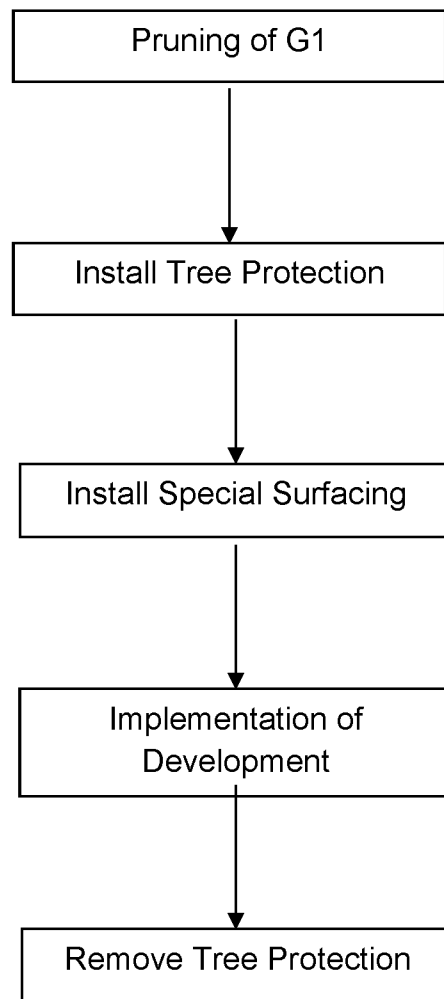 Pruning of G1
Install Tree Protection
Install Special Surfacing
Implementation of
Development
Remove Tree Protection